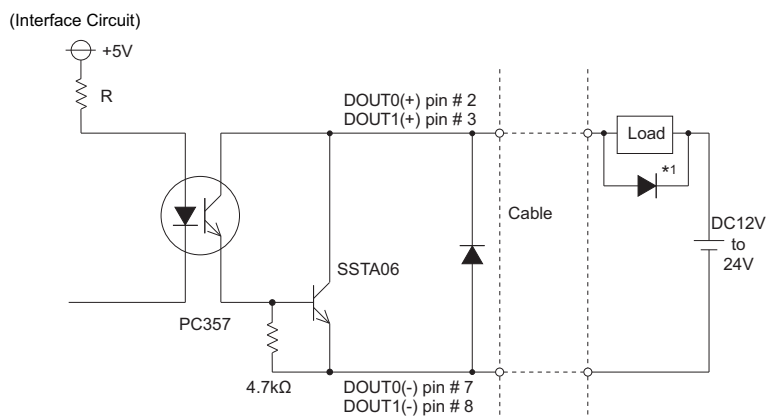 (Interface Circuit)
+5V
R
DOUT0(+) pin # 2
DOUT1(+) pin # 3
Load
*1
Cable
DC12V
to
24V
SSTA06
PC357
4.7kΩ
DOUT0(-) pin # 7
DOUT1(-) pin # 8